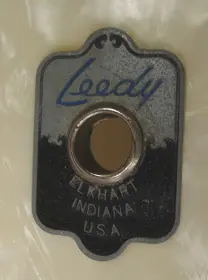 Leedy
ELKHART
INDIANA
U.S.A.